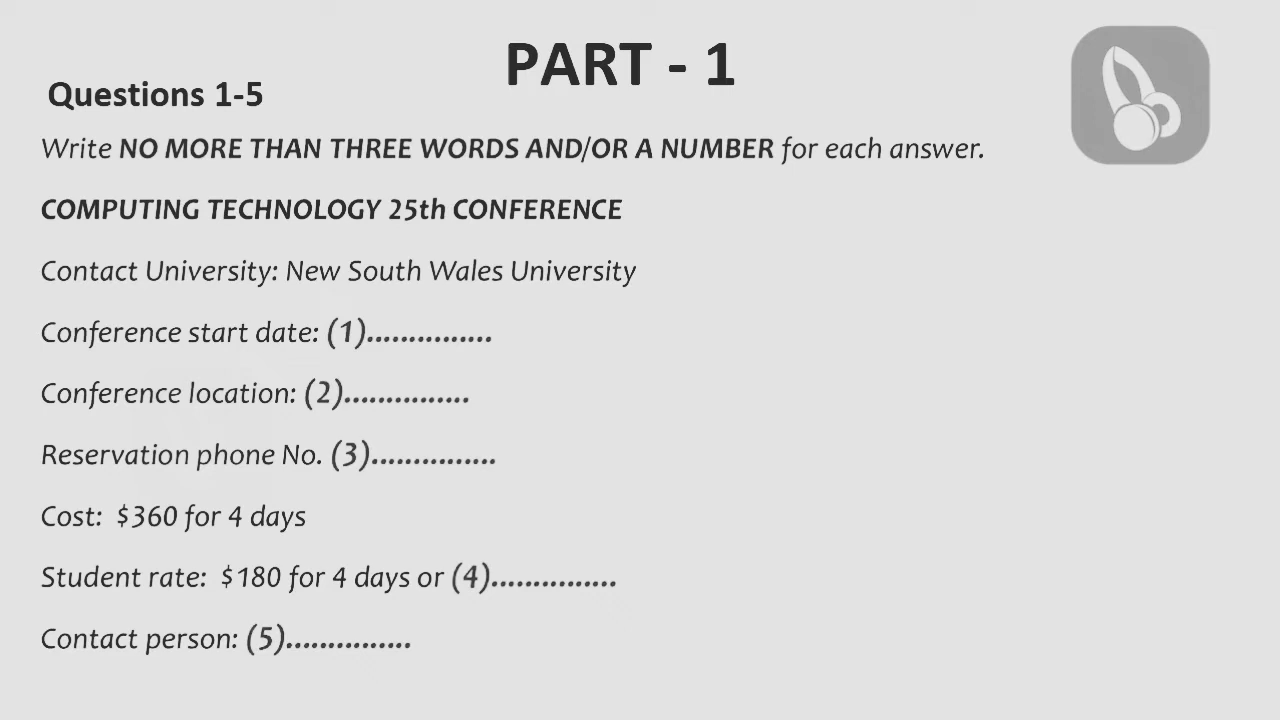 PART - 1
Questions 1-5
Write NO MORE THAN THREE WORDS AND/OR A NUMBER for each answer.
COMPUTING TECHNOLOGY 25th CONFERENCE
Contact University: New South Wales University
Conference start date: (1)...............
Conference location: (2)...............
Reservation phone No. (3)...............
Cost: $360 for 4 days
Student rate: $180 for 4 days or (4)...............
Contact person: (5)...............